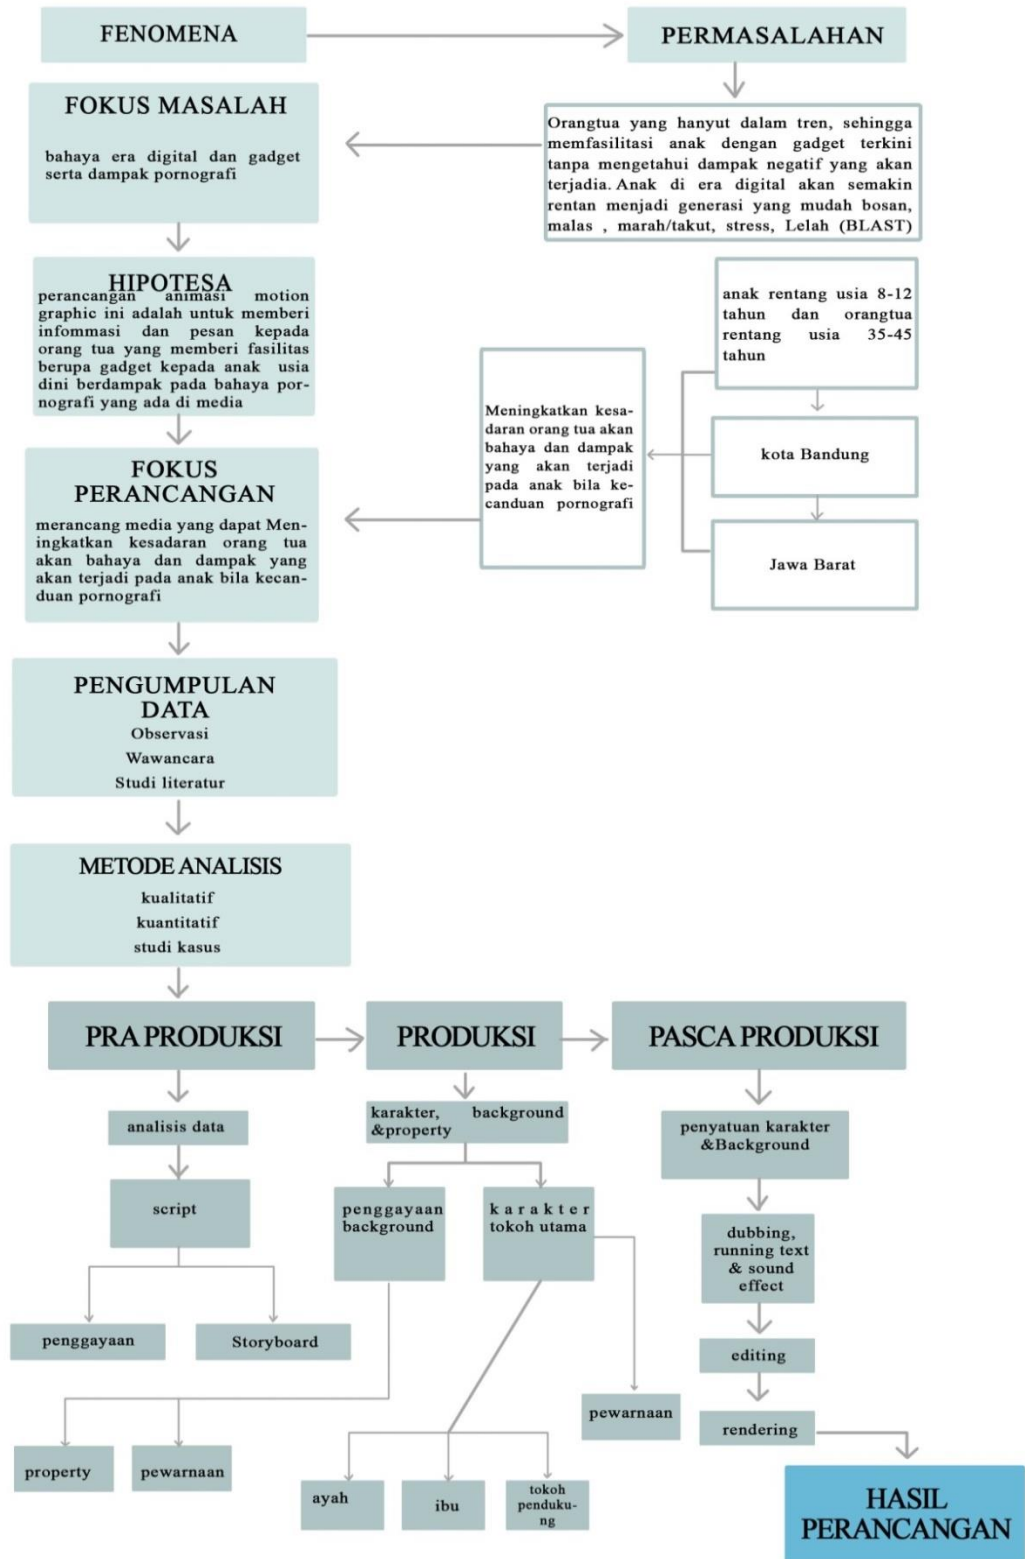 FENOMENA
PERMASALAHAN
FOKUS MASALAH
bahaya era digital dan gadget
serta dampak pornografi
Orangtua yang hanyut dalam tren, sehingga
memfasilitasi anak dengan gadget terkini
tanpa mengetahui dampak negatif yang akan
terjadia. Anak di era digital akan semakin
rentan menjadi generasi yang mudah bosan,
malas , marah/takut, stress, Lelah (BLAST)
HIPOTESA
perancangan animasi motion
graphic ini adalah untuk memberi
infommasi dan pesan kepada
orang tua yang memberi fasilitas
berupa gadget kepada anak usia
dini berdampak pada bahaya por-
nografi yang ada di media
anak rentang usia 8-12
tahun dan orangtua
rentang usia 35-45
tahun
Meningkatkan kesa-
daran orang tua akan
bahaya dan dampak
yang akan terjadi
pada anak bila ke-
canduan pornografi
kota Bandung
Jawa Barat
FOKUS
PERANCANGAN
merancang media yang dapat Men-
ingkatkan kesadaran orang tua
akan bahaya dan dampak yang
akan terjadi pada anak bila kecan-
duan pornografi
PENGUMPULAN
DATA
Observasi
Wawancara
Studi literatur
METODE ANALISIS
kualitatif
kuantitatif
studi kasus
PRA PRODUKSI
PRODUKSI
PASCA PRODUKSI
analisis data
script
penggayaan
Storyboard
karakter, background
&property
penggayaan
background
karakter
tokoh utama
property
pewarnaan
ayah
ibu
tokoh
penduku-
ng
pewarnaan
penyatuan karakter
&Background
dubbing,
running text
& sound
effect
editing
rendering
HASIL
PERANCANGAN